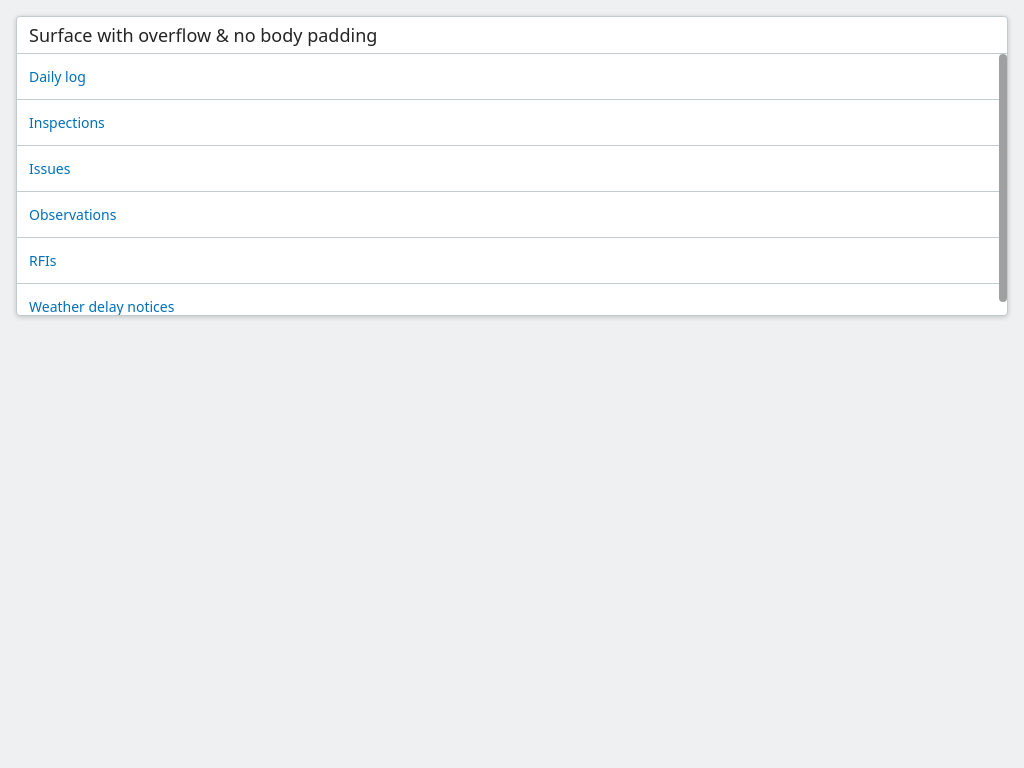 Surface with overflow & no body padding
Daily log
Inspections
Issues
Observations
RFIs
Weather delay notices